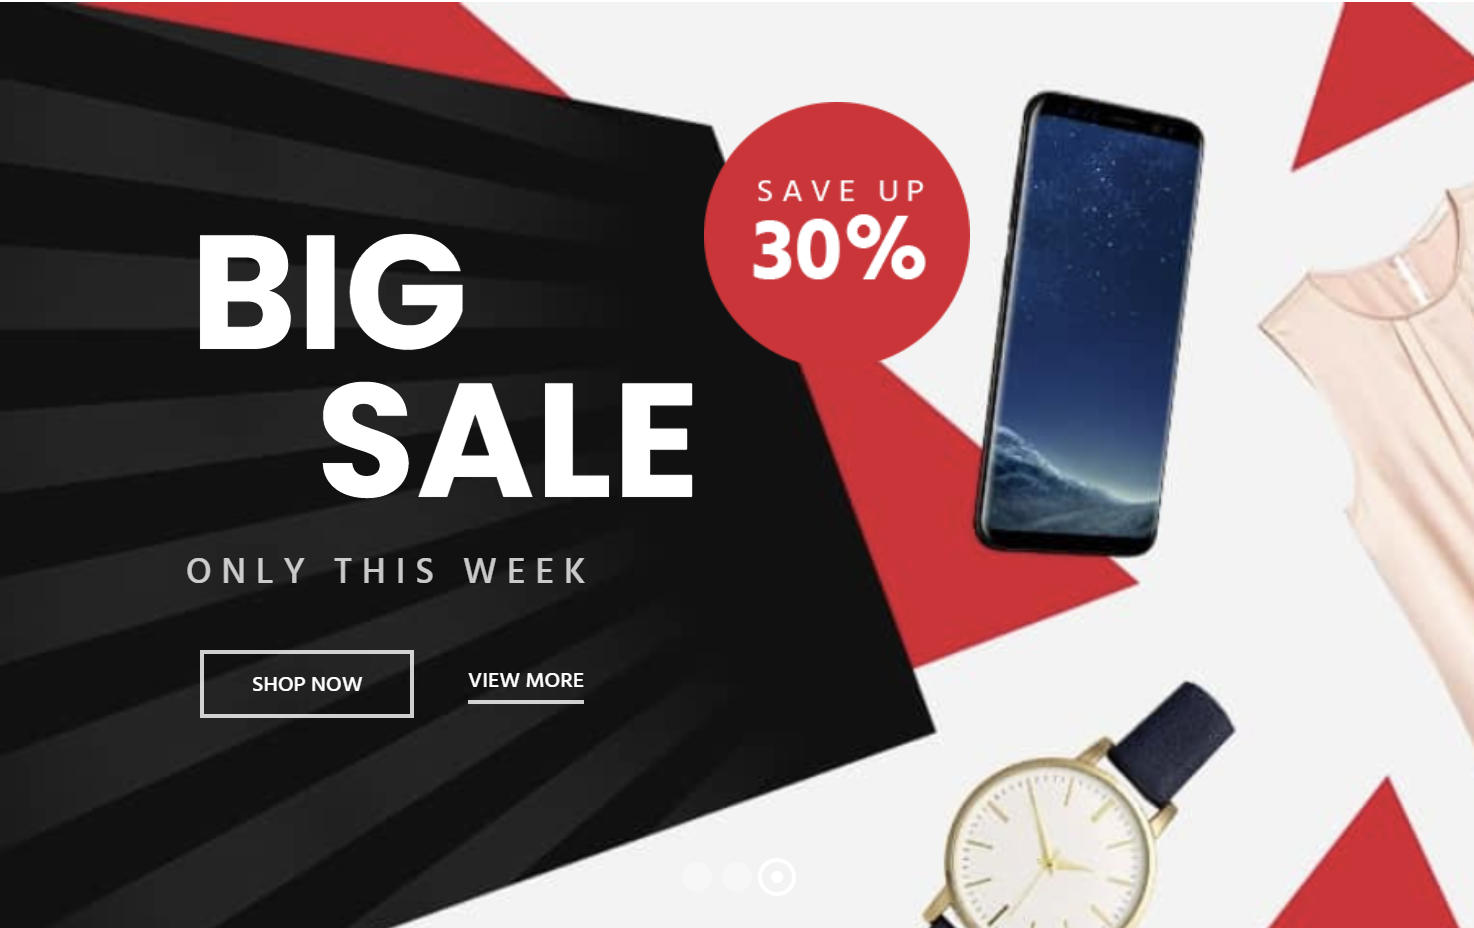 SAVE UP
30%
BIG
SALE
ONLY THIS WEEK
SHOP NOW
VIEW MORE